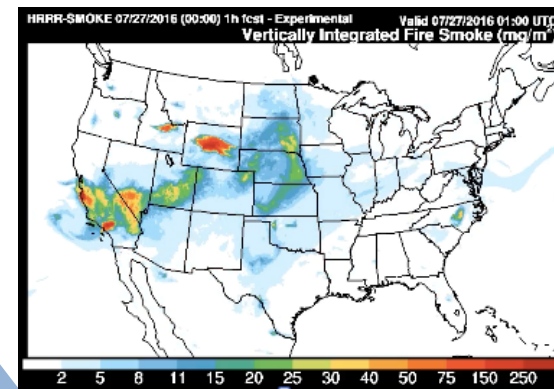 HRRR-SMOKE 07/27/2016 (00:00) 1h fcst - Experimental
Valid 07/27/2016 01:00 UTC
Vertically Integrated Fire Smoke (mg/m²
2 5 8 11 15 20 25 30 40 50 75 150 250